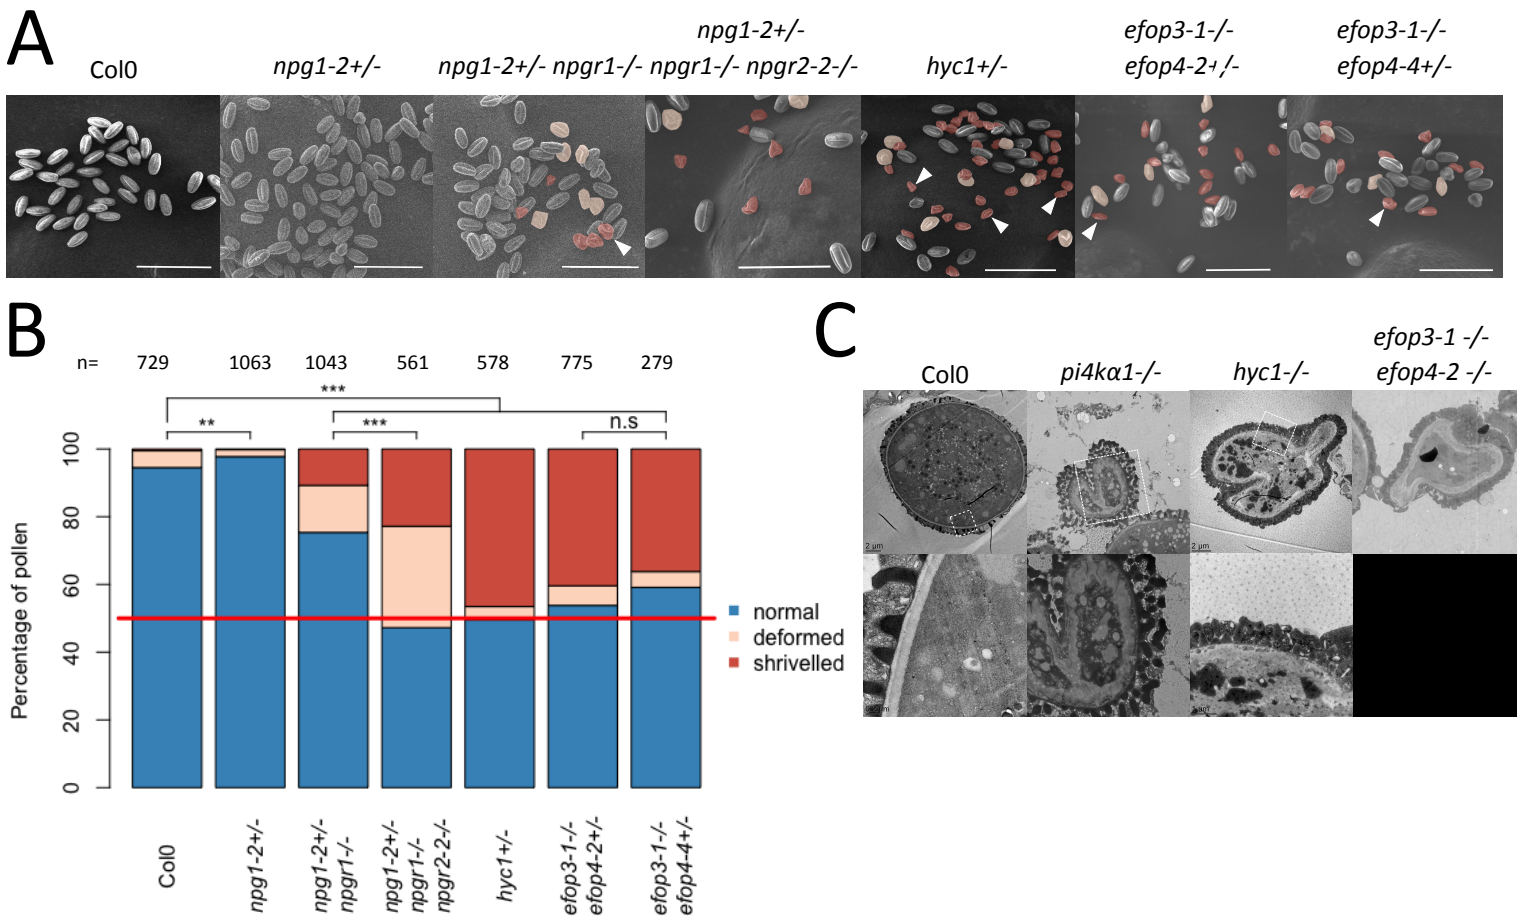 A
Col0
npg1-2+/-
npg1-2+/- npgr1-/-
npg1-2+/-
npgr1-/- npgr2-2-/-
hyc1+/-
efop3-1-/-
efop4-2+/-
efop3-1-/-
efop4-4+/-
B
n= 729 1063 1043 561 578 775 279
***
** *** n.s
Percentage of pollen
100
80
60
40
20
0
normal
deformed
shrivelled
Col0
npg1-2+/-
npg1-2+/-
npgr1-/-
npg1-2+/-
npgr1-/-
npgr2-2-/-
hyc1+/-
efop3-1-/-
efop4-2+/-
efop3-1-/-
efop4-4+/-
C
Col0
pi4kα1-/-
hyc1-/-
efop3-1 -/-
efop4-2 -/-
2 µm
2 µm